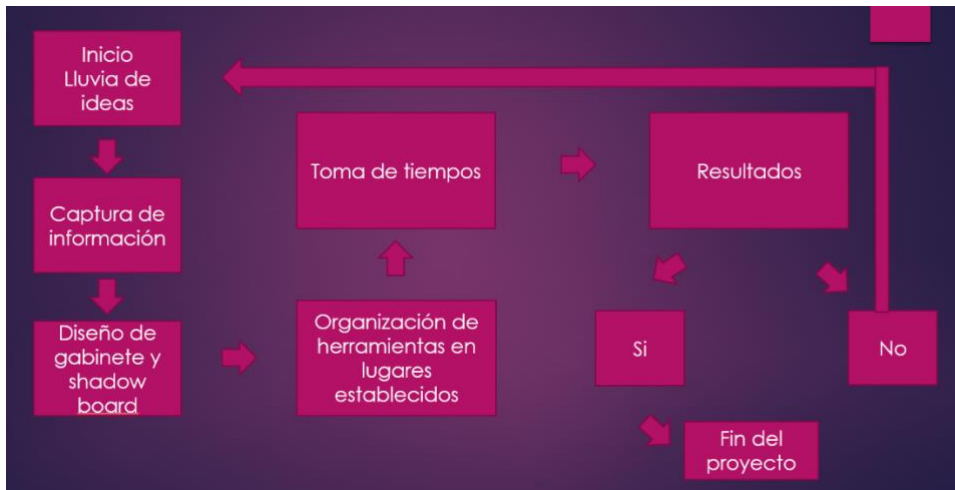 Inicio
Lluvia de
ideas
Captura de
información
Diseño de
gabinete y
shadow
board
Organización de
herramientas en
lugares
establecidos
Toma de tiempos
Resultados
Si
No
Fin del
proyecto